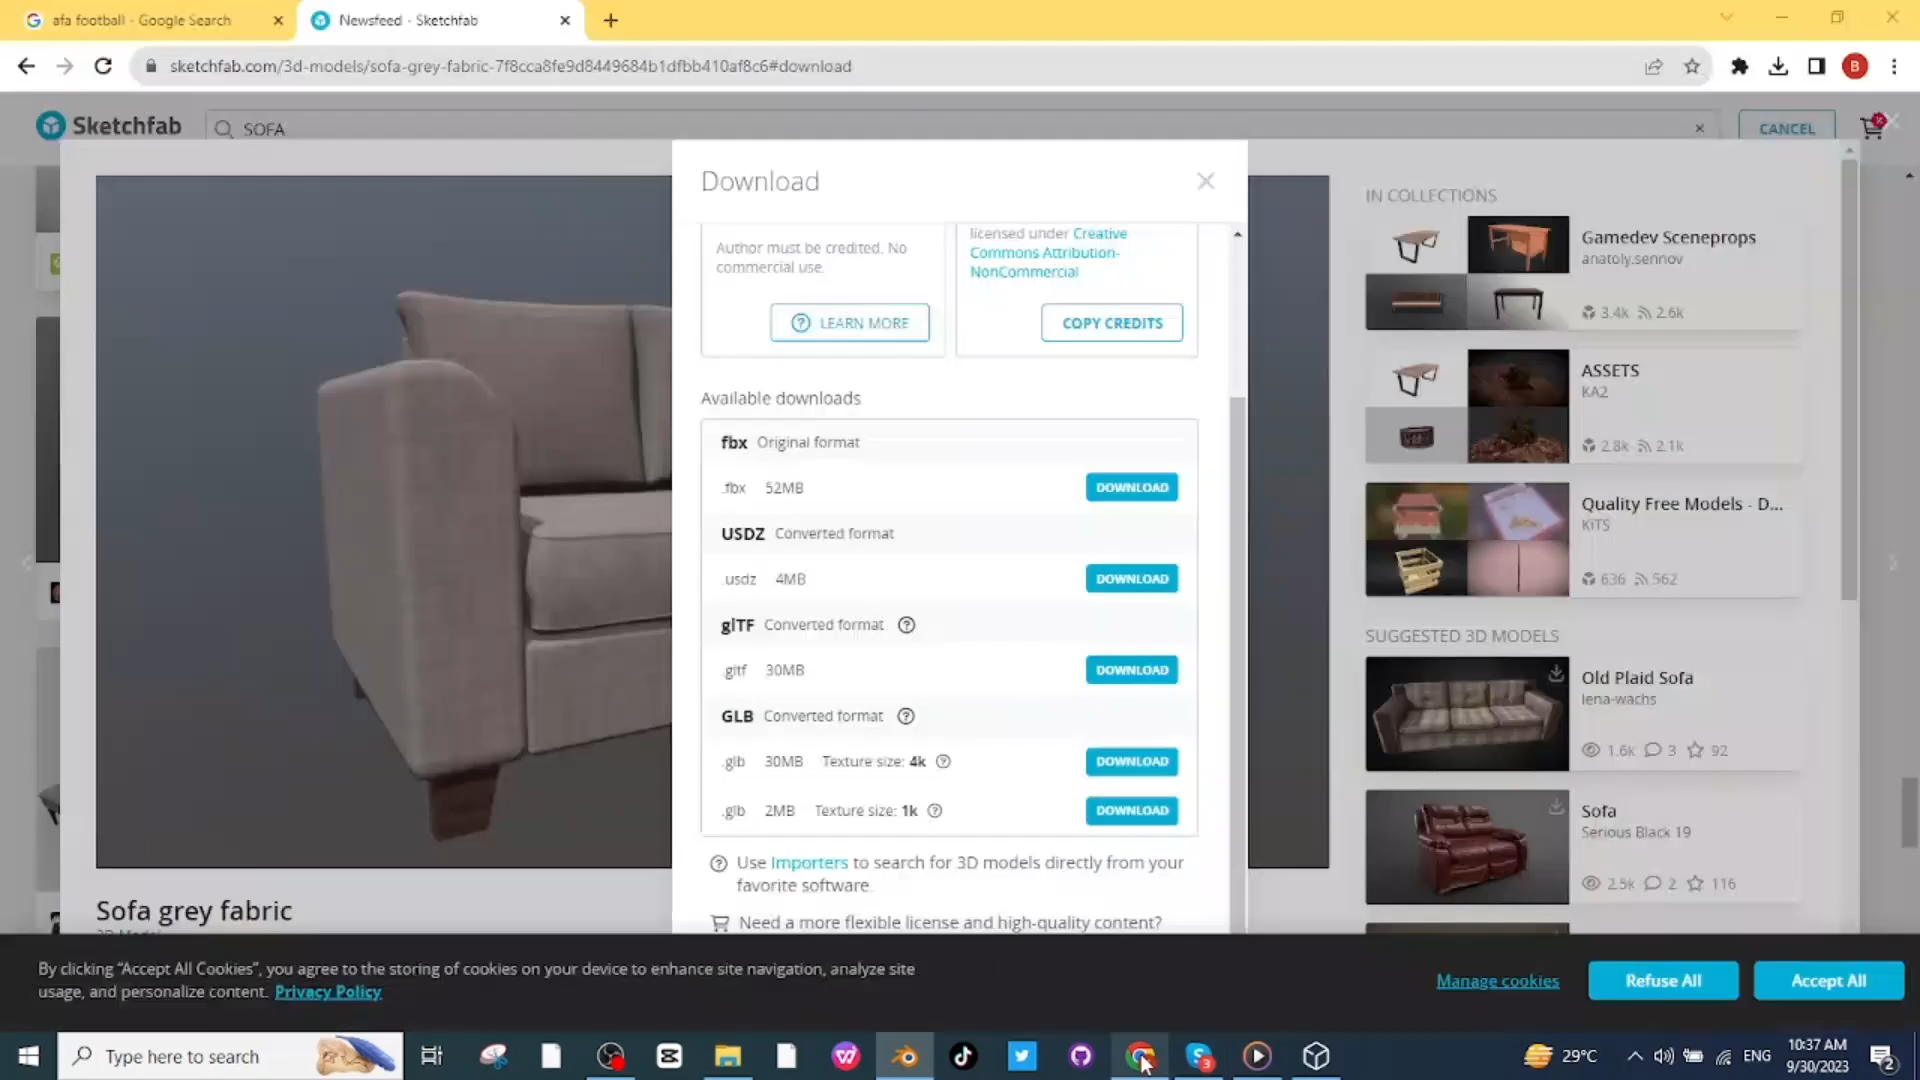 afa football - Google Search
Newsfeed - Sketchfab
sketchfab.com/3d-models/sofa-grey-fabric-7f8cca8fe9d8449684b1dfbb410af8c6#download
B
Sketchfab
SOFA
CANCEL
Download
Author must be credited. No
commercial use.
LEARN MORE
licensed under Creative
Commons Attribution-
NonCommercial
COPY CREDITS
Available downloads
fbx Original format
.fbx 52MB DOWNLOAD
USDZ Converted format
.usdz 4MB DOWNLOAD
glTF Converted format
.gltf 30MB DOWNLOAD
GLB Converted format
.glb 30MB Texture size: 4k DOWNLOAD
.glb 2MB Texture size: 1k DOWNLOAD
Use Importers to search for 3D models directly from your
favorite software.
Need a more flexible license and high-quality content?
IN COLLECTIONS
Gamedev Sceneprops
anatoly.sennov
3.4k 2.6k
ASSETS
KA2
2.8k 2.1k
Quality Free Models - D...
KiTS
636 562
SUGGESTED 3D MODELS
Old Plaid Sofa
lena-wachs
1.6k 3 92
Sofa
Serious Black 19
2.5k 2 116
Sofa grey fabric
3D Model
By clicking “Accept All Cookies”, you agree to the storing of cookies on your device to enhance site navigation, analyze site
usage, and personalize content. Privacy Policy
Manage cookies
Refuse All
Accept All
Type here to search
3
29°C
ENG
10:37 AM
9/30/2023
2